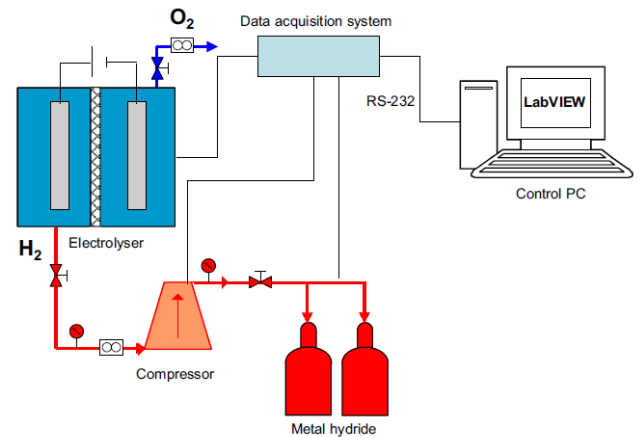 O2
Data acquisition system
RS-232
LabVIEW
Control PC
H2
Electrolyser
Compressor
Metal hydride